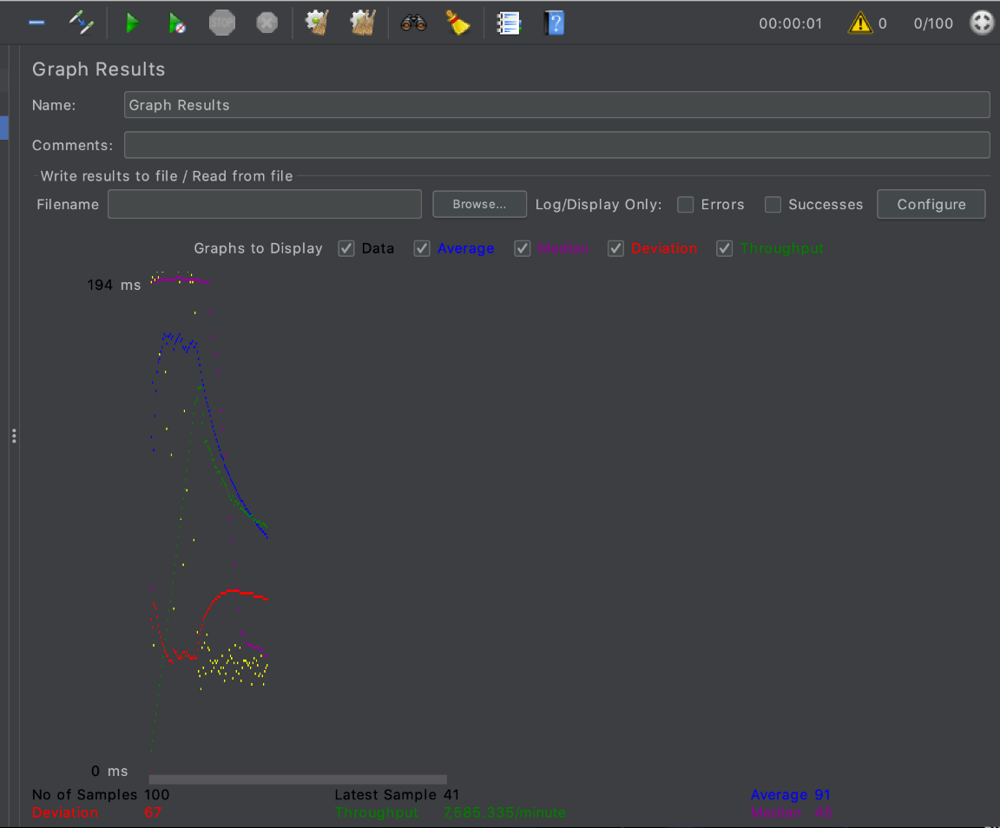 STOP 00:00:01 0 0/100
Graph Results
Name: Graph Results
Comments:
Write results to file / Read from file
Filename Browse... Log/Display Only: Errors Successes Configure
Graphs to Display Data Average Median Deviation Throughput
194 ms
0 ms
No of Samples 100 Latest Sample 41 Average 91
Deviation 67 Throughput 7,585.335/minute Median 45